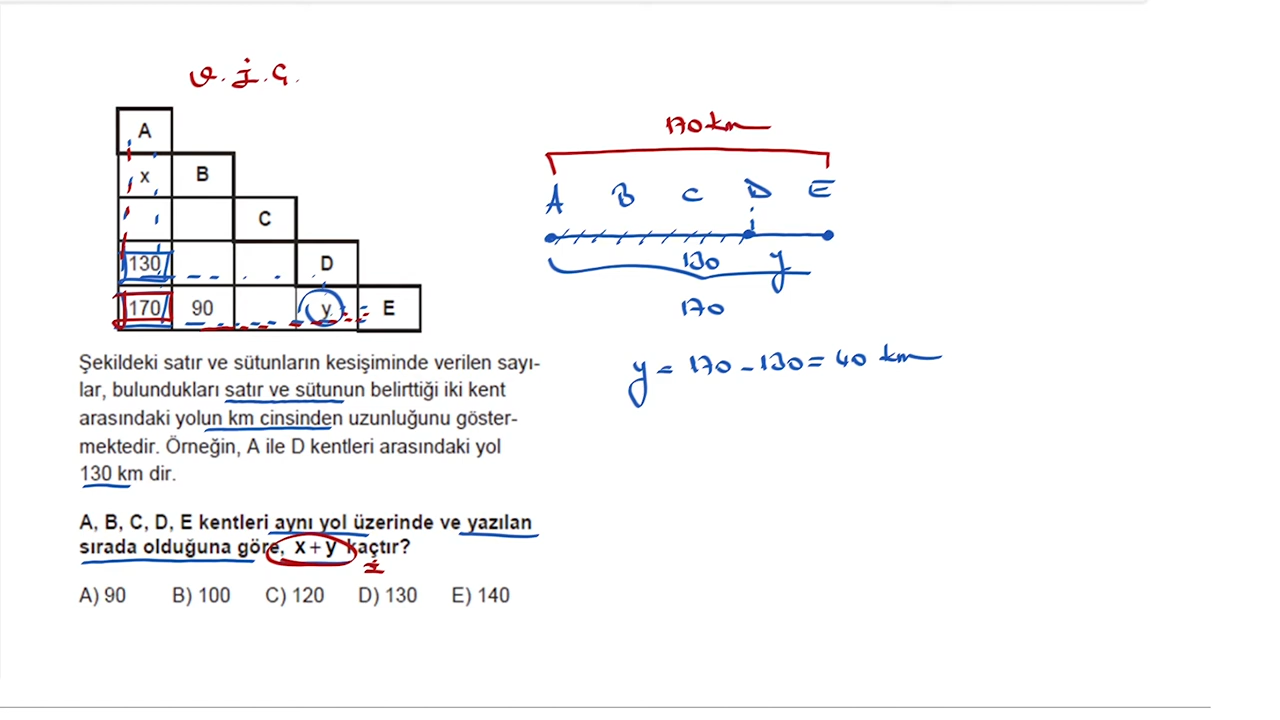 v. i. ç.
A
x B
C
130 D
170 90 y E
170 km
A B C D E
130 y
170
y = 170 - 130 = 40 km
Şekildeki satır ve sütunların kesişiminde verilen sayı-
lar, bulundukları satır ve sütunun belirttiği iki kent
arasındaki yolun km cinsinden uzunluğunu göster-
mektedir. Örneğin, A ile D kentleri arasındaki yol
130 km dir.
A, B, C, D, E kentleri aynı yol üzerinde ve yazılan
sırada olduğuna göre, x + y kaçtır?
A) 90 B) 100 C) 120 D) 130 E) 140